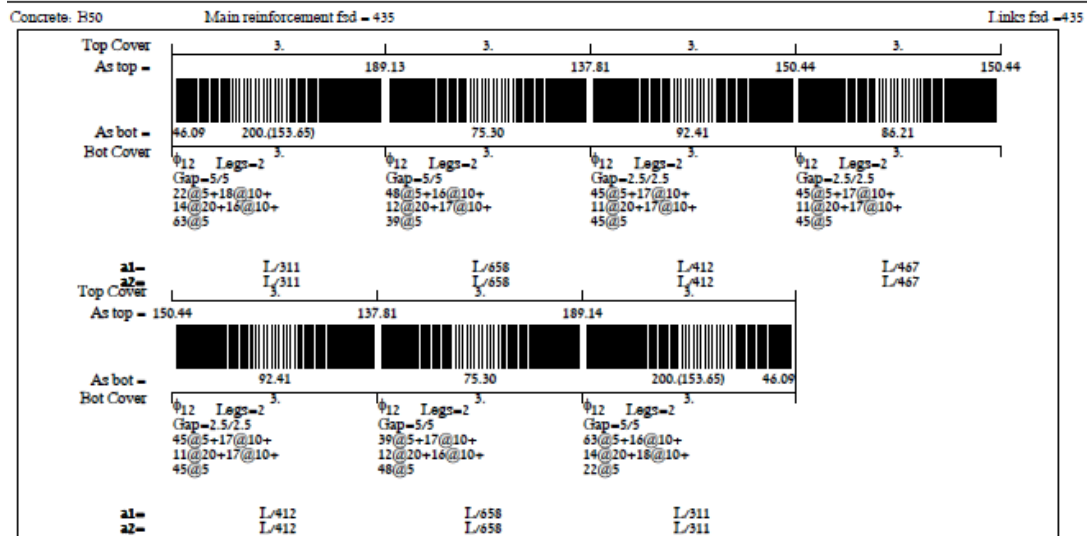 Concrete: B50 Main reinforcement fsd = 435 Links fsd =435
Top Cover 3. 3. 3. 3.
As top = 189.13 137.81 150.44 150.44
As bot = 46.09 200.(153.65) 75.30 92.41 86.21
Bot Cover 3. 3. 3. 3.
ϕ12 Legs=2 ϕ12 Legs=2 ϕ12 Legs=2 ϕ12 Legs=2
Gap=5/5 Gap=5/5 Gap=2.5/2.5 Gap=2.5/2.5
22@5+18@10+ 48@5+16@10+ 45@5+17@10+ 45@5+17@10+
14@20+16@10+ 12@20+17@10+ 11@20+17@10+ 11@20+17@10+
63@5 39@5 45@5 45@5
a1= L/311 L/658 L/412 L/467
a2= L/311 L/658 L/412 L/467
Top Cover 3. 3. 3.
As top = 150.44 137.81 189.14
As bot = 92.41 75.30 200.(153.65) 46.09
Bot Cover 3. 3. 3.
ϕ12 Legs=2 ϕ12 Legs=2 ϕ12 Legs=2
Gap=2.5/2.5 Gap=5/5 Gap=5/5
45@5+17@10+ 39@5+17@10+ 63@5+16@10+
11@20+17@10+ 12@20+16@10+ 14@20+18@10+
45@5 48@5 22@5
a1= L/412 L/658 L/311
a2= L/412 L/658 L/311